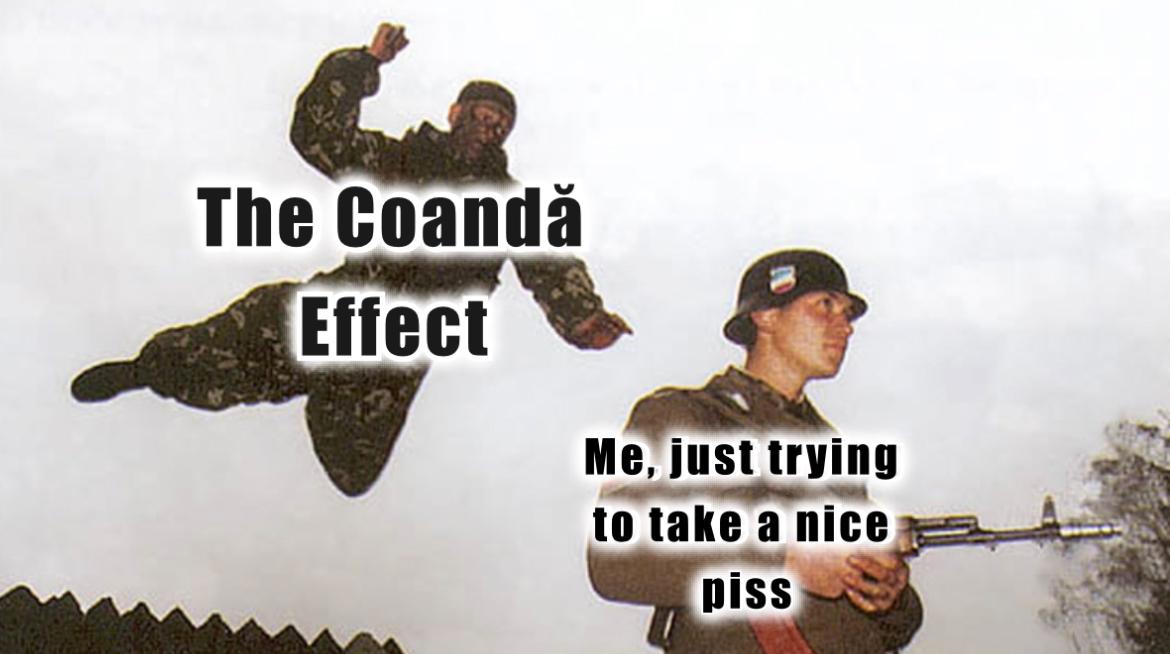 The Coandă
Effect
Me, just trying
to take a nice
piss